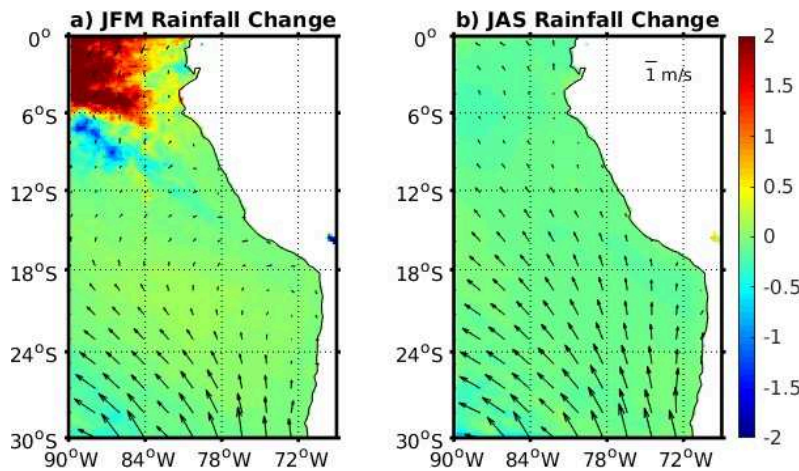 a) JFM Rainfall Change
b) JAS Rainfall Change
0°
6°S
12°S
18°S
24°S
30°S
90°W
84°W
78°W
72°W
0°
6°S
12°S
18°S
24°S
30°S
90°W
84°W
78°W
72°W
1 m/s
2
1.5
1
0.5
0
-0.5
-1
-1.5
-2